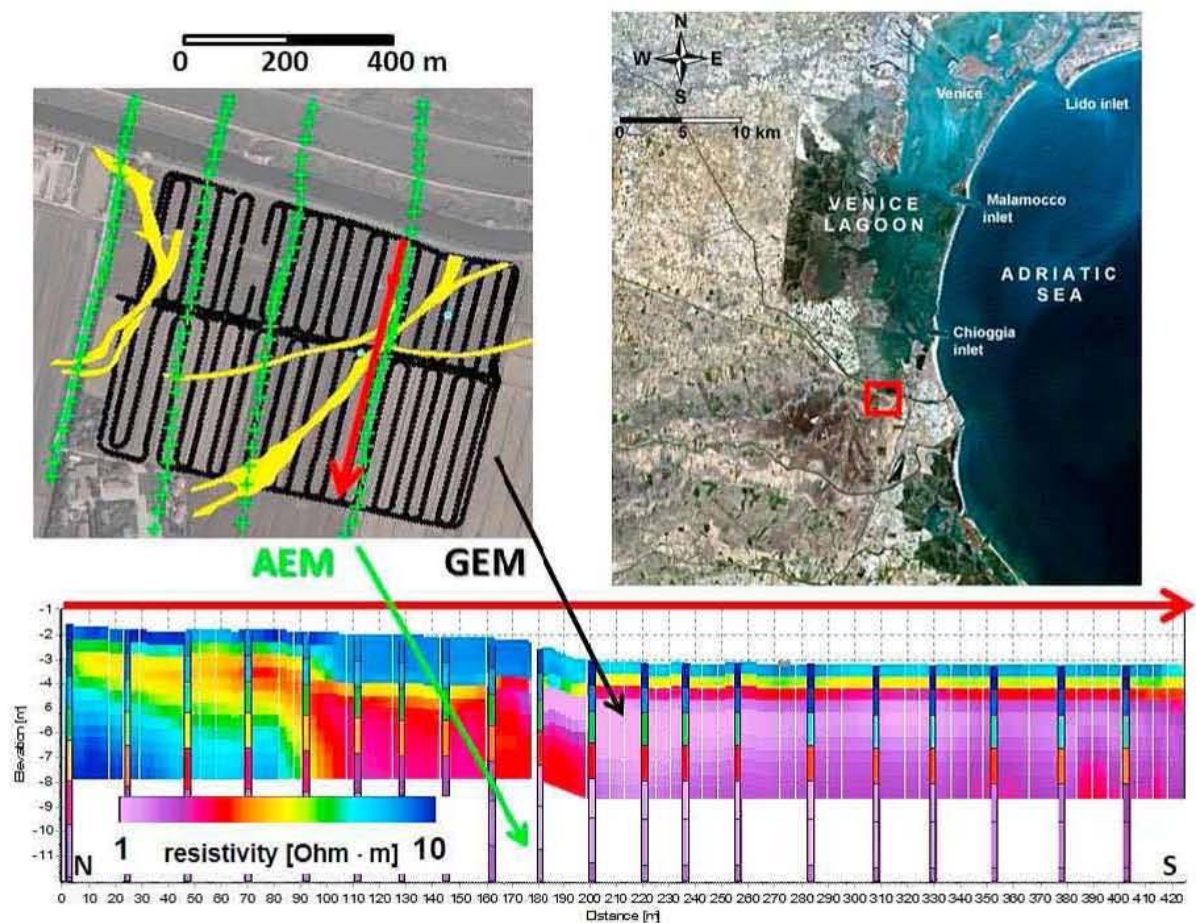 0 200 400 m
N
W E
S
0 5 10 km
Venice
Lido inlet
VENICE
LAGOON
Malamocco
inlet
ADRIATIC
SEA
Chioggia
inlet
AEM GEM
-1
-2
-3
-4
6
-6
-7
-8
-9
-10
-11
Elevation [m]
1 resistivity [Ohm · m] 10
N S
0 10 20 30 40 50 60 70 80 90 100 110 120 130 140 150 160 170 180 190 200 210 220 230 240 250 260 270 280 290 300 310 320 330 340 350 360 370 380 390 400 410 420
Distance [m]